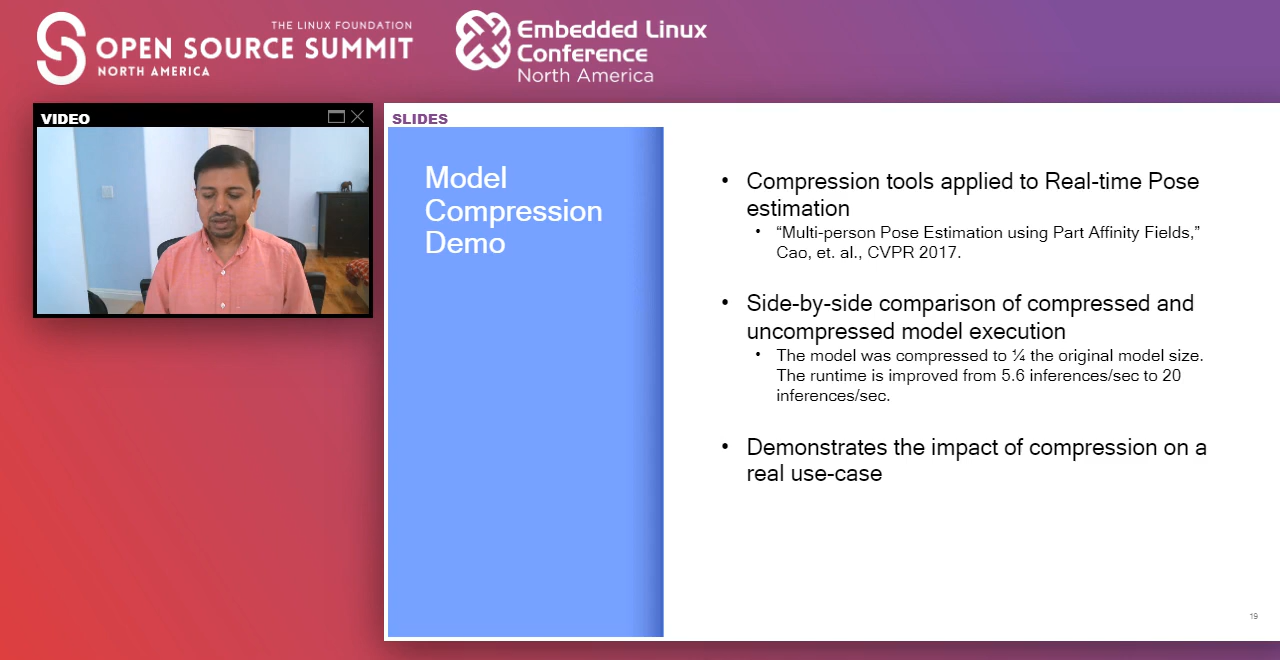 THE LINUX FOUNDATION
OPEN SOURCE SUMMIT
NORTH AMERICA
Embedded Linux
Conference
North America
VIDEO
SLIDES
Model
Compression
Demo
• Compression tools applied to Real-time Pose
estimation
• “Multi-person Pose Estimation using Part Affinity Fields,”
Cao, et. al., CVPR 2017.
• Side-by-side comparison of compressed and
uncompressed model execution
• The model was compressed to ¼ the original model size.
The runtime is improved from 5.6 inferences/sec to 20
inferences/sec.
• Demonstrates the impact of compression on a
real use-case
19